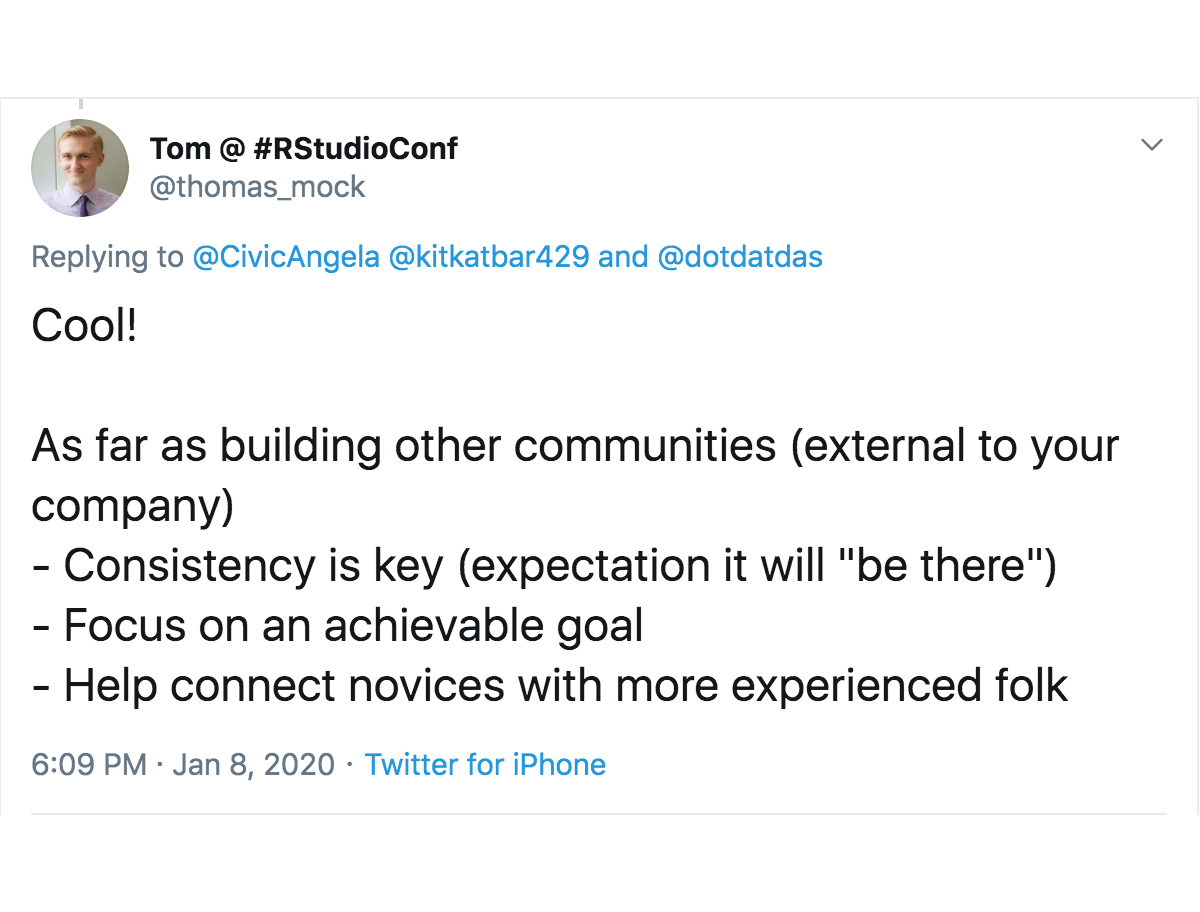 Tom @ #RStudioConf
@thomas_mock
Replying to @CivicAngela @kitkatbar429 and @dotdatdas
Cool!
As far as building other communities (external to your
company)
- Consistency is key (expectation it will "be there")
- Focus on an achievable goal
- Help connect novices with more experienced folk
6:09 PM · Jan 8, 2020 · Twitter for iPhone